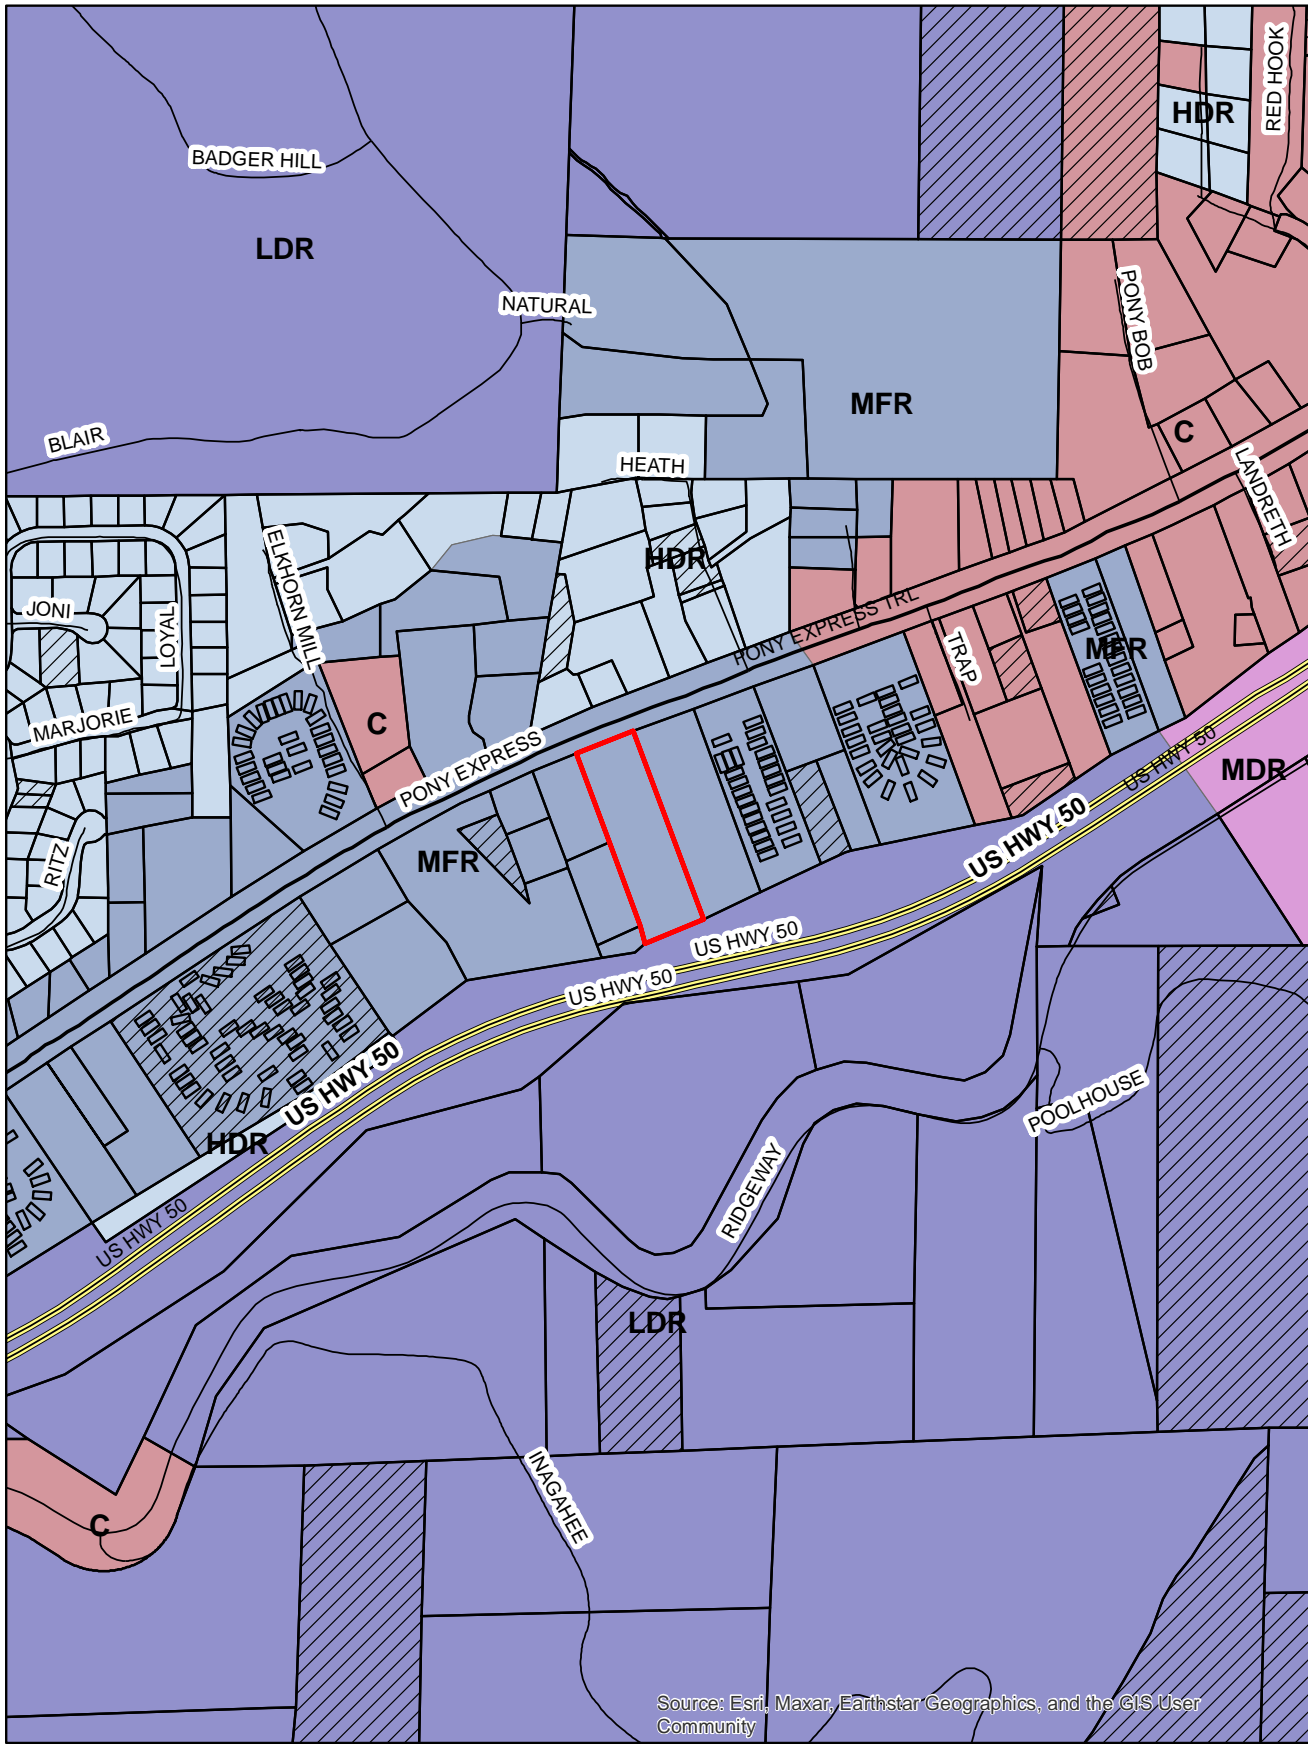 RED HOOK
HDR
BADGER HILL
LDR
NATURAL
PONY BOB
MFR
C
BLAIR
HEATH
LANDRETH
ELKHORN MILL
HDR
JONI
LOYAL
PONY EXPRESS TRL
TRAP
MFR
MARJORIE
C
PONY EXPRESS
US HWY 50
MDR
US HWY 50
RITZ
MFR
US HWY 50
US HWY 50
US HWY 50
HDR
POOLHOUSE
RIDGEWAY
US HWY 50
LDR
INAGAHEE
C
Source: Esri, Maxar, Earthstar Geographics, and the GIS User
Community